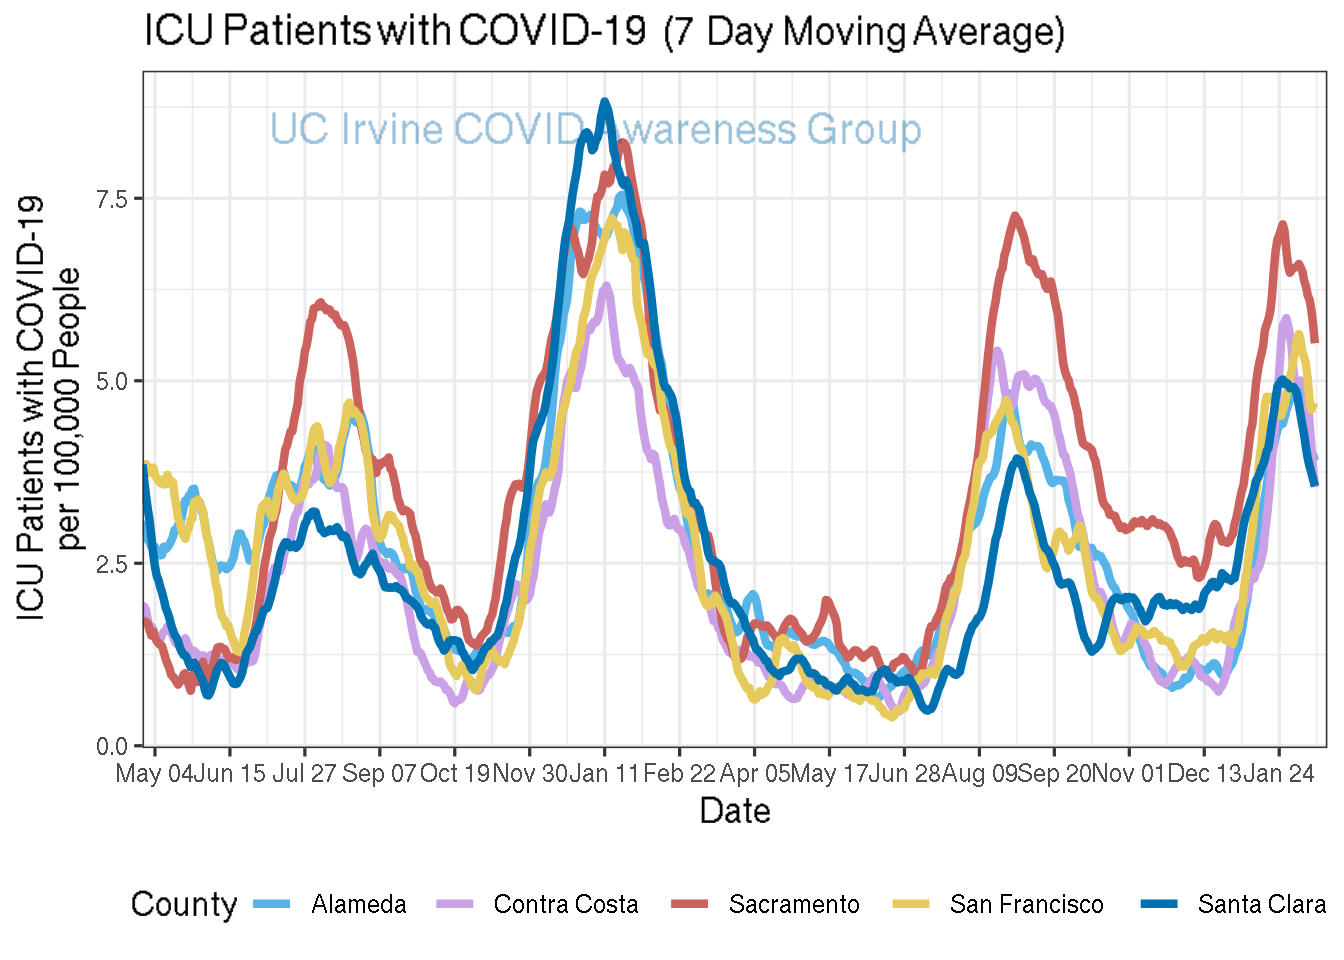 ICU Patients with COVID-19 (7 Day Moving Average)
UC Irvine COVID Awareness Group
ICU Patients with COVID-19
per 100,000 People
7.5
5.0
2.5
0.0
May 04 Jun 15 Jul 27 Sep 07 Oct 19 Nov 30 Jan 11 Feb 22 Apr 05 May 17 Jun 28 Aug 09 Sep 20 Nov 01 Dec 13 Jan 24
Date
County Alameda Contra Costa Sacramento San Francisco Santa Clara